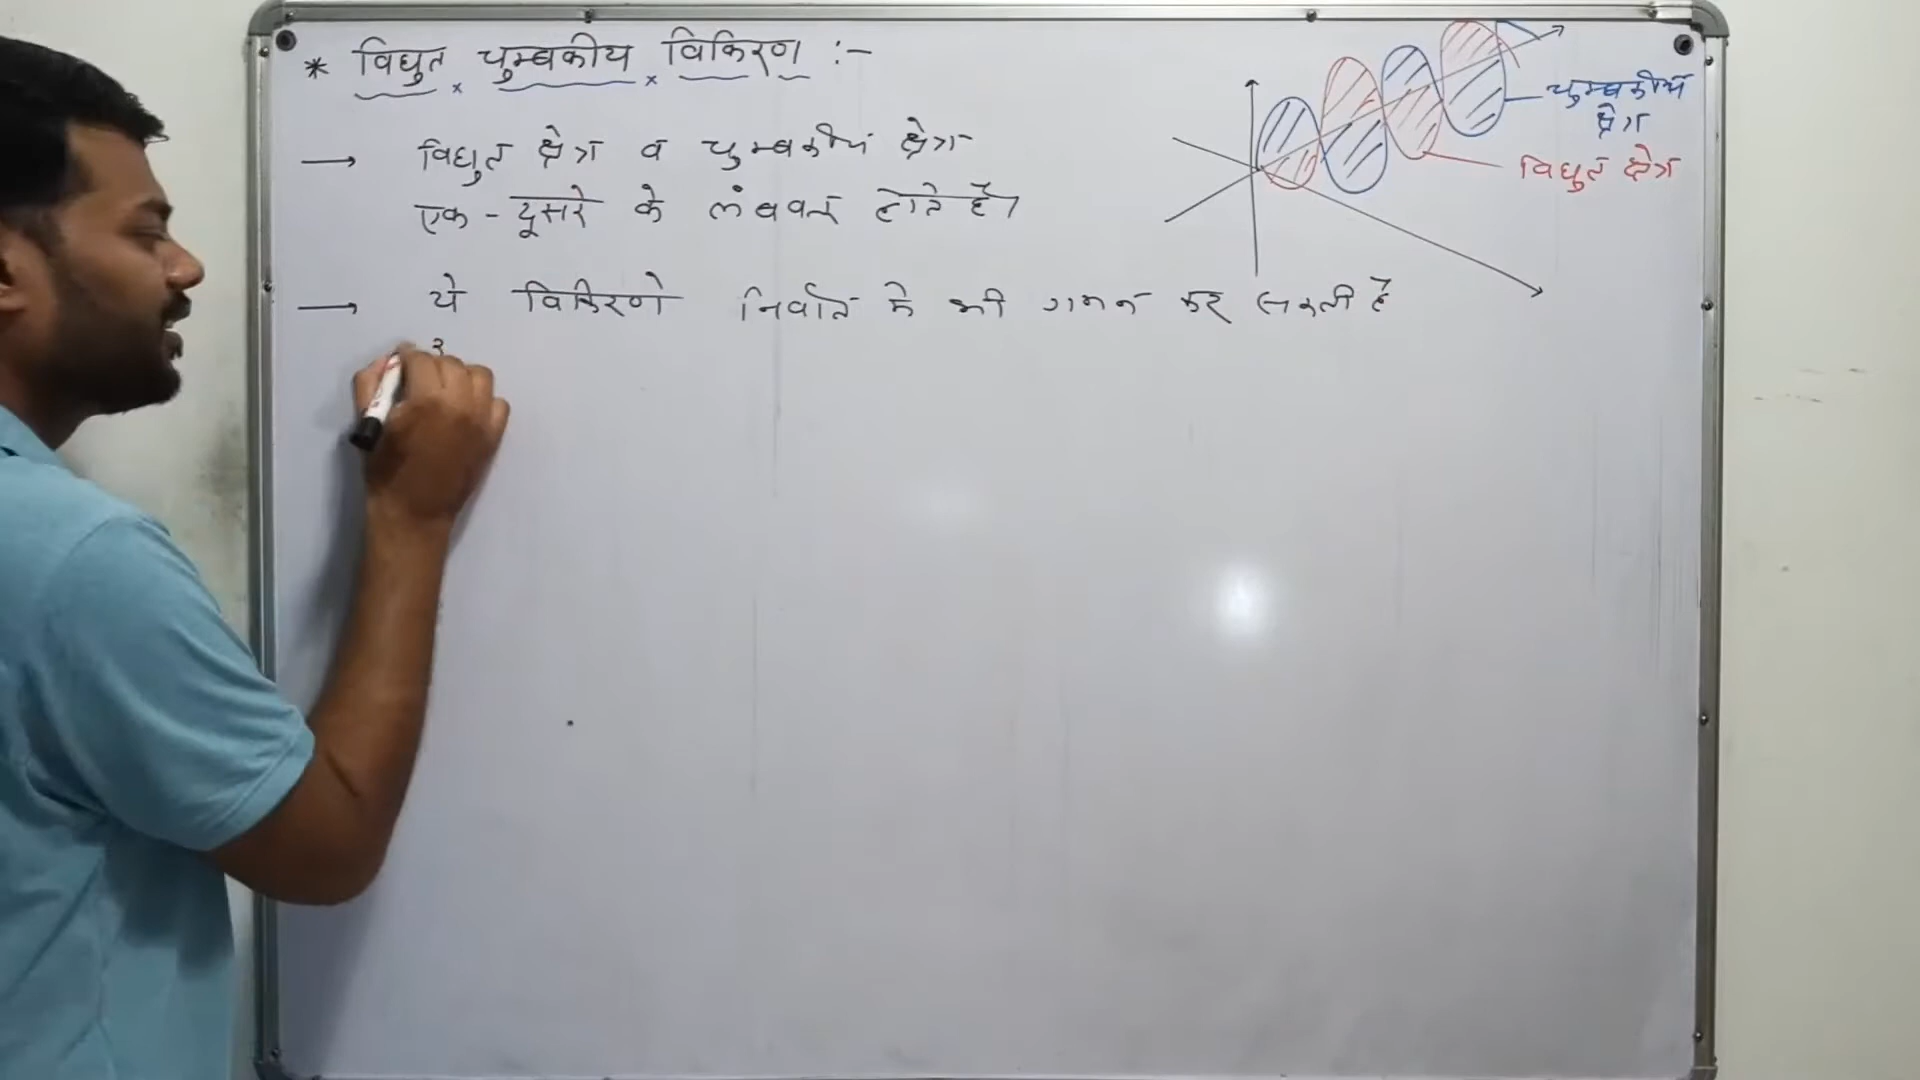 * विधुत चुम्बकीय विकिरण :-
→ विधुत क्षेत्र व चुम्बकीय क्षेत्र
एक - दूसरे के लंबवत होते है।
→ ये विकिरणे निर्वात मे भी गमन कर सकती है
चुम्बकीय
क्षेत्र
विधुत क्षेत्र